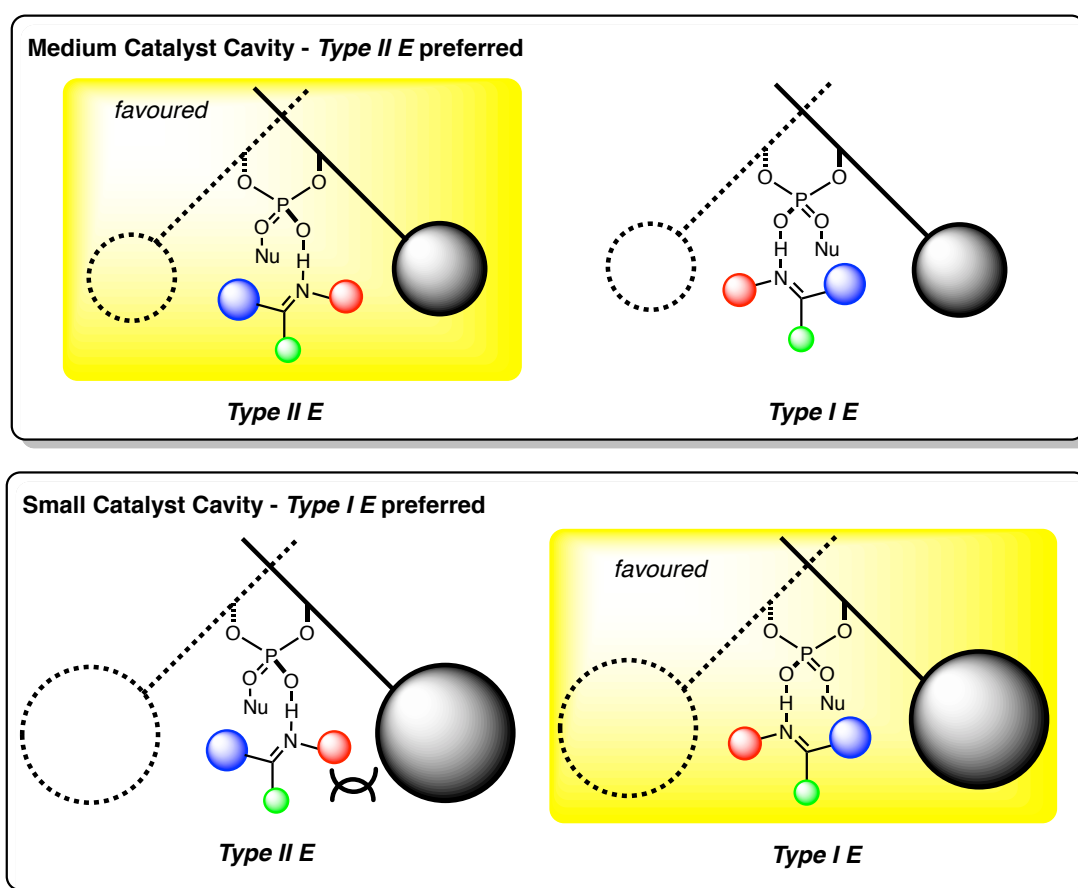 Medium Catalyst Cavity - Type II E preferred
favoured
O
O
P
O
O
Nu
H
N
Type II E
O
O
P
O
O
H
Nu
N
Type I E
Small Catalyst Cavity - Type I E preferred
O
O
P
O
O
Nu
H
N
Type II E
favoured
O
O
P
O
O
H
Nu
N
Type I E